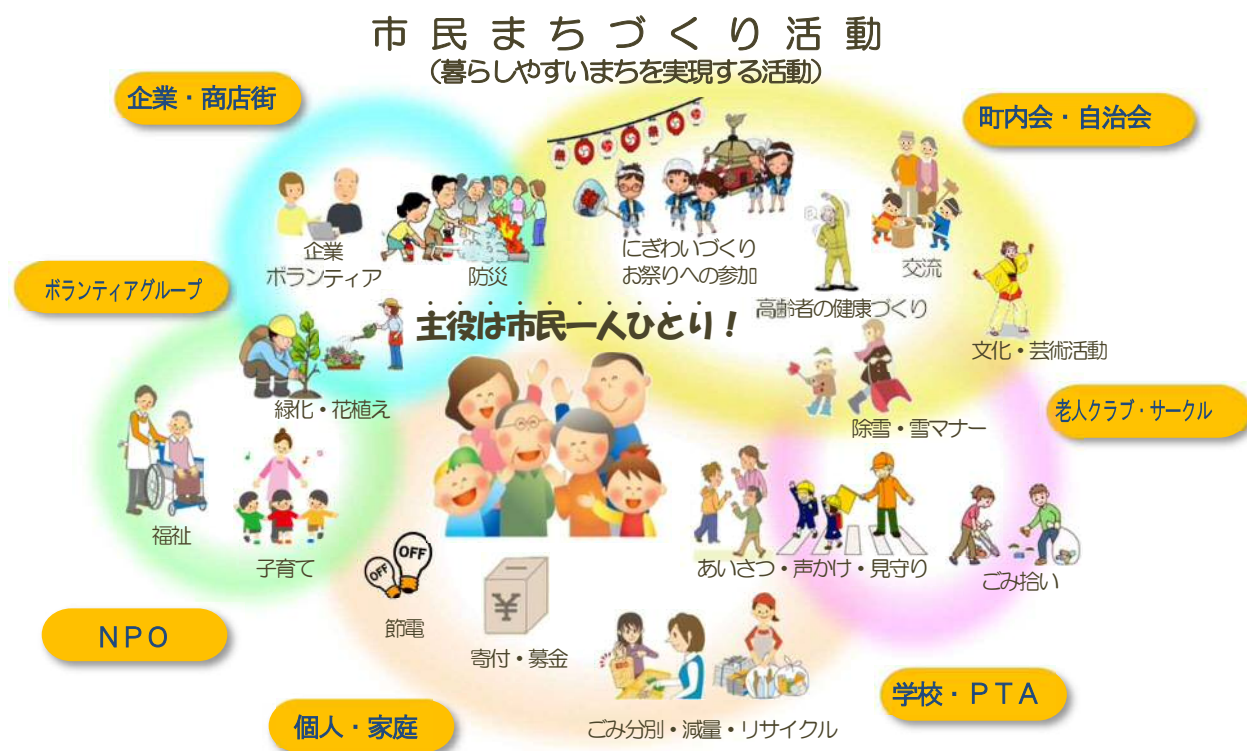 市民まちづくり活動
(暮らしやすいまちを実現する活動)
企業・商店街
町内会・自治会
祭
祭
祭
企業
ボランティア
防災
にぎわいづくり
お祭りへの参加
高齢者の健康づくり
交流
文化・芸術活動
ボランティアグループ
主役は市民一人ひとり!
緑化・花植え
除雪・雪マナー
老人クラブ・サークル
福祉
子育て
OFF
OFF
節電
¥
寄付・募金
あいさつ・声かけ・見守り
ごみ拾い
NPO
個人・家庭
ごみ分別・減量・リサイクル
学校・PTA